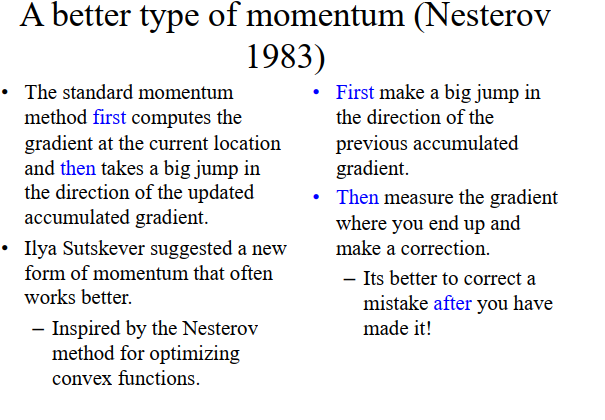 A better type of momentum (Nesterov
1983)
• The standard momentum
method first computes the
gradient at the current location
and then takes a big jump in
the direction of the updated
accumulated gradient.
• Ilya Sutskever suggested a new
form of momentum that often
works better.
– Inspired by the Nesterov
method for optimizing
convex functions.
• First make a big jump in
the direction of the
previous accumulated
gradient.
• Then measure the gradient
where you end up and
make a correction.
– Its better to correct a
mistake after you have
made it!